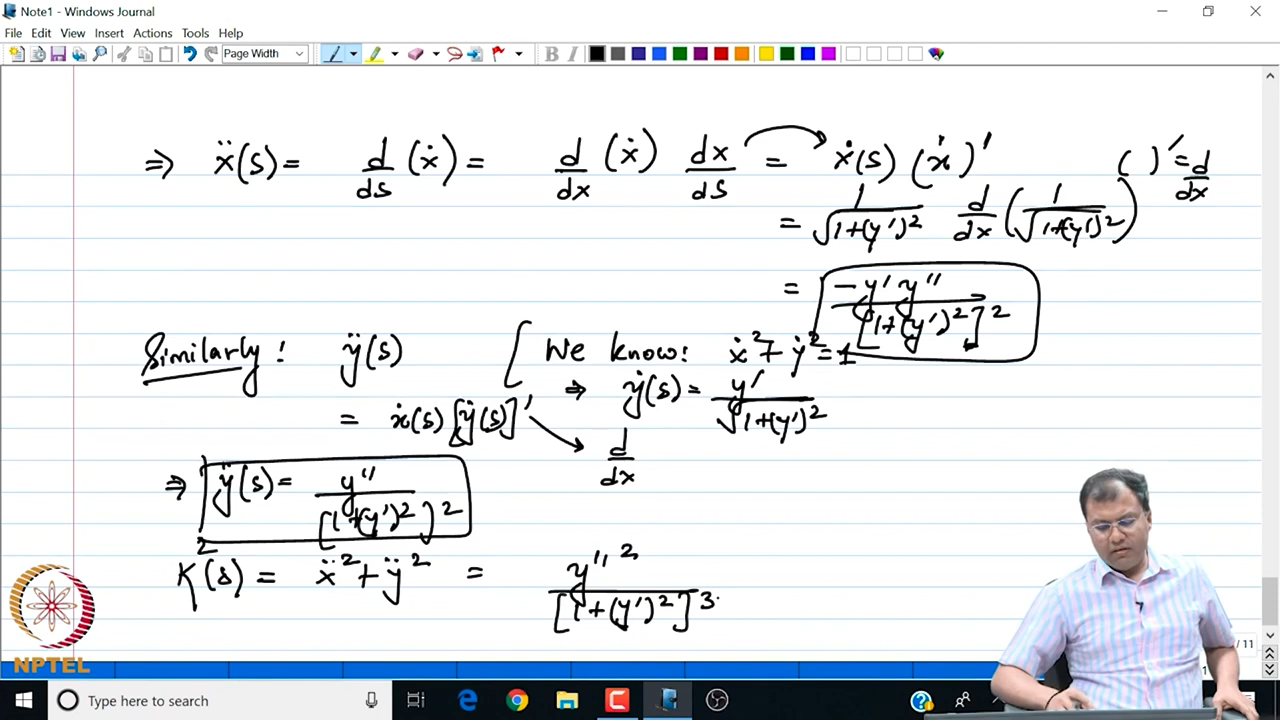 Note1 - Windows Journal
File Edit View Insert Actions Tools Help
Page Width B I
⇒ ẍ(s) = d/ds (ẋ) = d/dx (ẋ) dx/ds = ẋ(s) (ẋ)' ( )' = d/dx
= 1/√1+(y')² d/dx (1/√1+(y')²)
= -y'y''/[1+(y')²]²
Similarly! ÿ(s) [ We know: ẋ²+ẏ² = 1
⇒ ẏ(s) = y'/√1+(y')²
= ẋ(s) [ẏ(s)]' d/dx
⇒ ÿ(s) = y''/[1+(y')²]²
K²(s) = ẍ²+ÿ² = y''²/[1+(y')²]³
NPTEL
/ 11
Type here to search